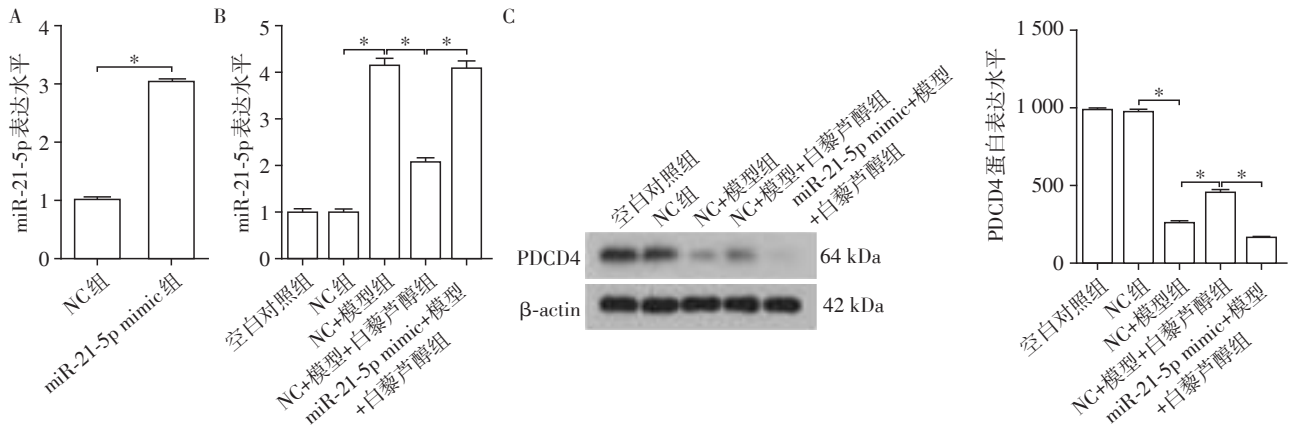 A
miR-21-5p表达水平
4
3
2
1
0
*
NC组
miR-21-5p mimic组
B
miR-21-5p表达水平
5
4
3
2
1
0
*
*
*
空白对照组
NC组
NC+模型组
NC+模型+白藜芦醇组
miR-21-5p mimic+模型
+白藜芦醇组
C
空白对照组
NC组
NC+模型组
NC+模型+白藜芦醇组
miR-21-5p mimic+模型
+白藜芦醇组
PDCD4
64 kDa
β-actin
42 kDa
PDCD4蛋白表达水平
1 500
1 000
500
0
*
*
*
空白对照组
NC组
NC+模型组
NC+模型+白藜芦醇组
miR-21-5p mimic+模型
+白藜芦醇组